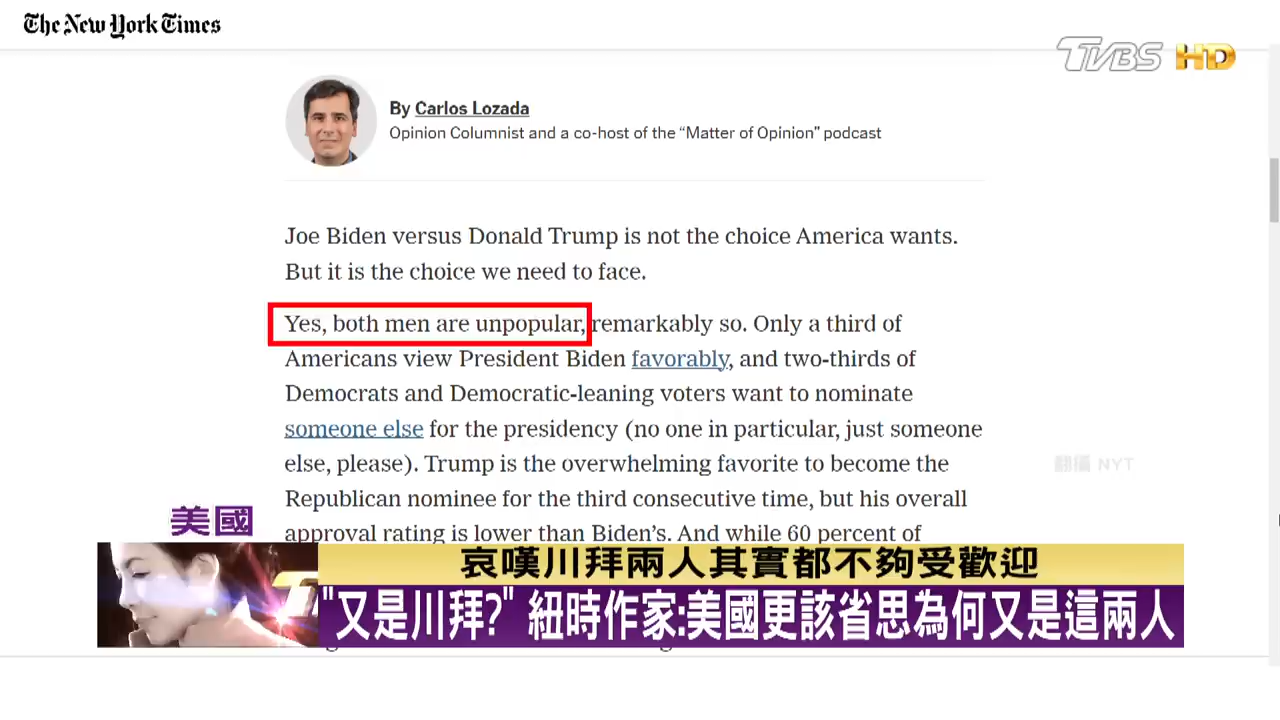 The New York Times
TVBS HD
By Carlos Lozada
Opinion Columnist and a co-host of the “Matter of Opinion” podcast
Joe Biden versus Donald Trump is not the choice America wants.
But it is the choice we need to face.
Yes, both men are unpopular, remarkably so. Only a third of
Americans view President Biden favorably, and two-thirds of
Democrats and Democratic-leaning voters want to nominate
someone else for the presidency (no one in particular, just someone
else, please). Trump is the overwhelming favorite to become the
翻攝 NYT
Republican nominee for the third consecutive time, but his overall
approval rating is lower than Biden’s. And while 60 percent of
美國
哀嘆川拜兩人其實都不夠受歡迎
"又是川拜?" 紐時作家:美國更該省思為何又是這兩人